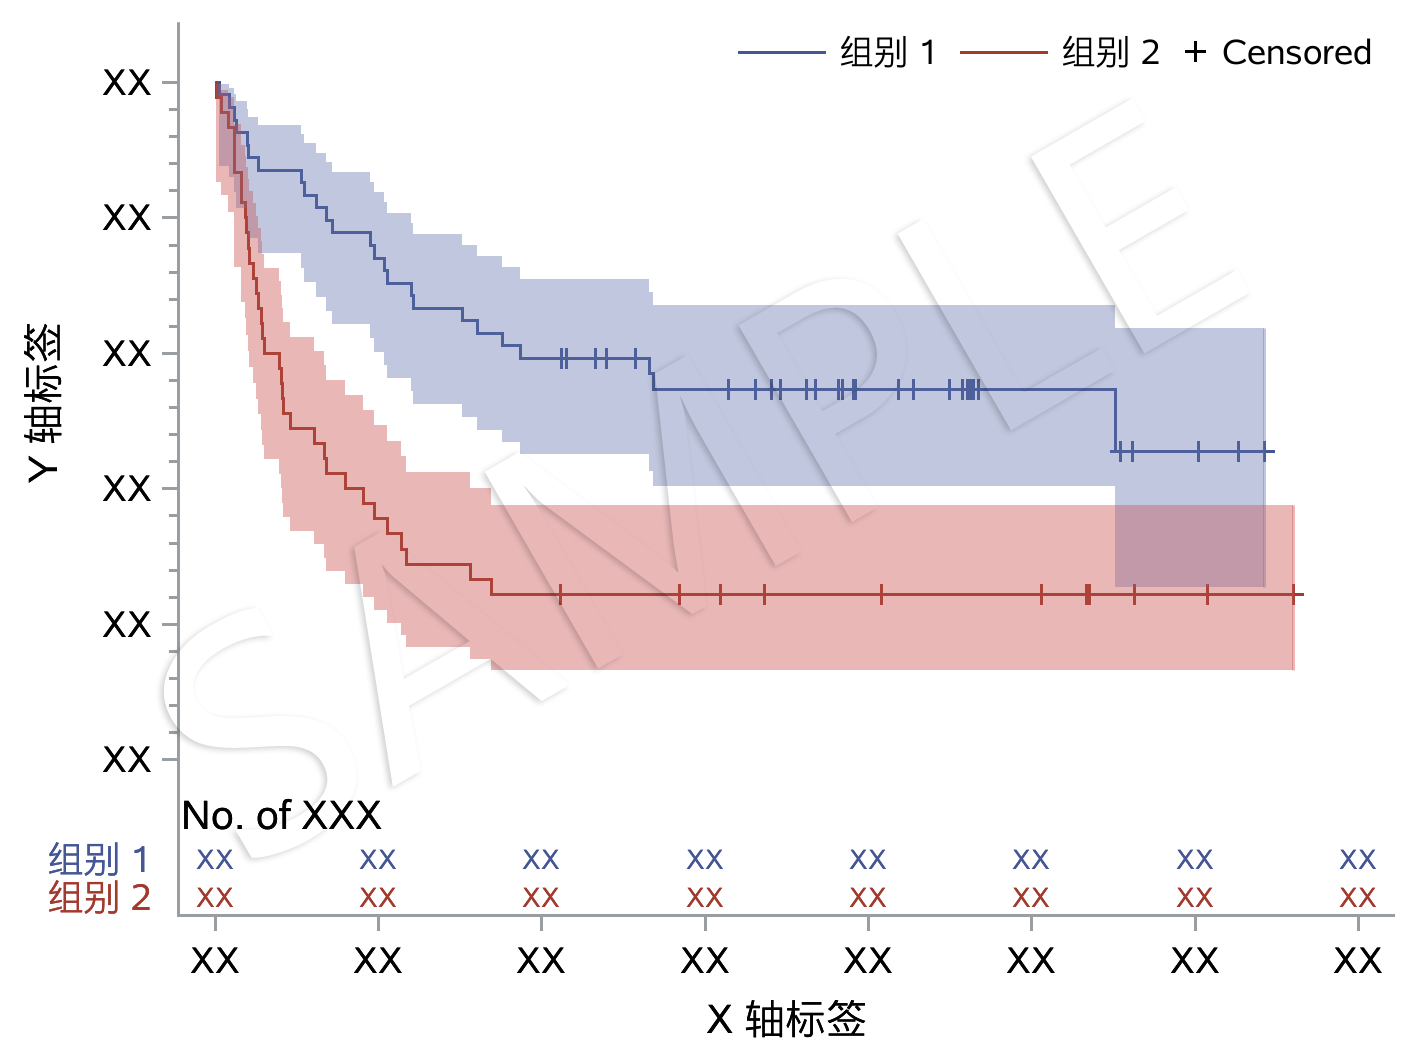 组别 1 组别 2 + Censored
XX
XX
XX
XX
XX
XX
Y 轴标签
SAMPLE
No. of XXX
组别 1 XX XX XX XX XX XX XX XX
组别 2 XX XX XX XX XX XX XX XX
XX XX XX XX XX XX XX XX
X 轴标签